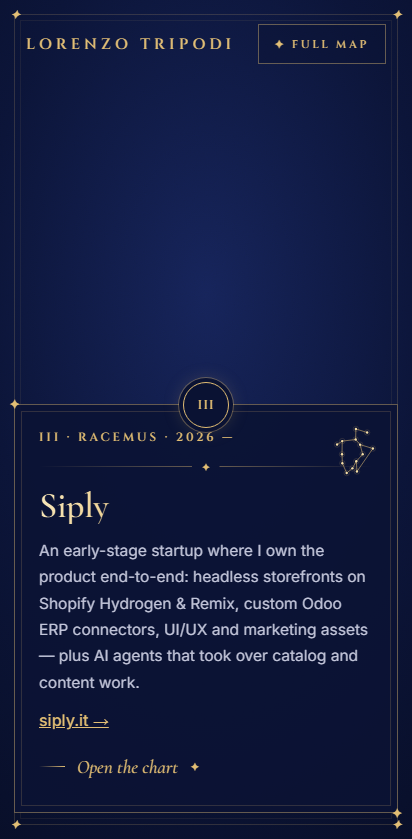 LORENZO TRIPODI
✦ FULL MAP
III
III · RACEMUS · 2026 —
Siply
An early-stage startup where I own the
product end-to-end: headless storefronts on
Shopify Hydrogen & Remix, custom Odoo
ERP connectors, UI/UX and marketing assets
— plus AI agents that took over catalog and
content work.
siply.it →
Open the chart ✦